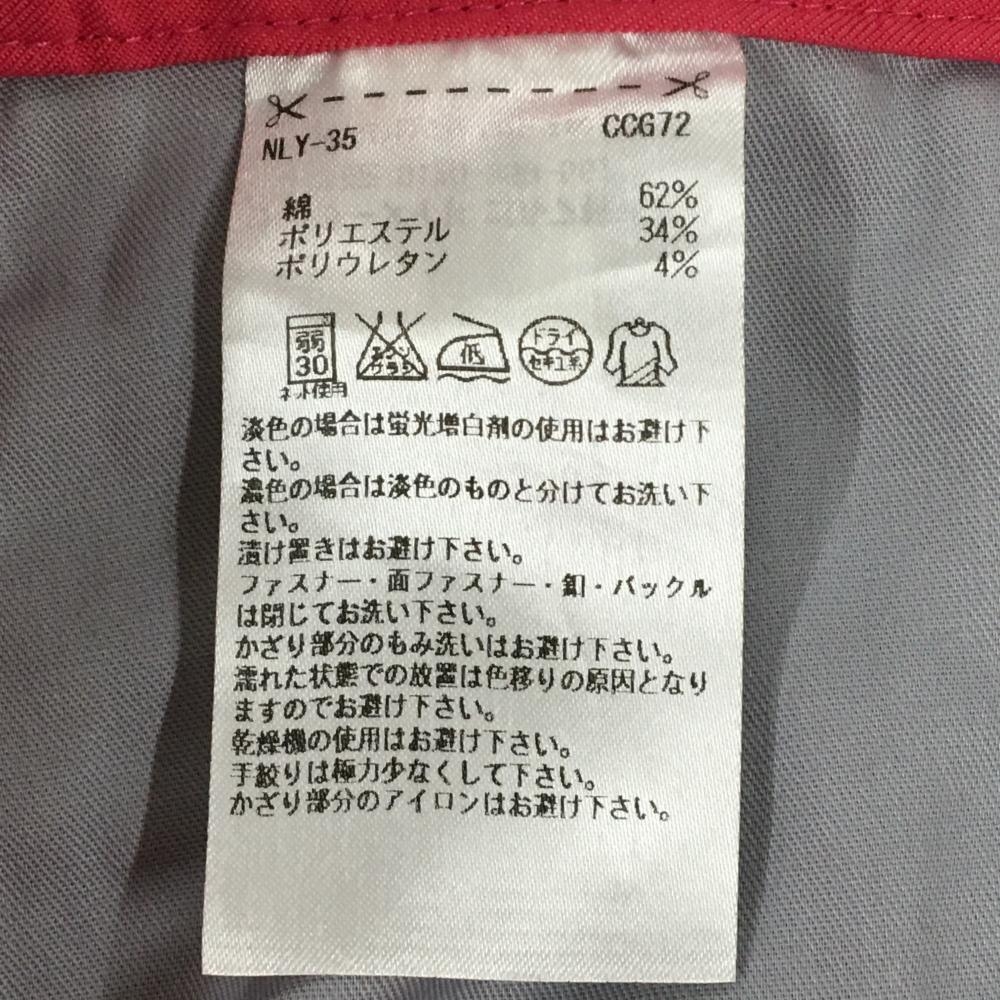 NLY-35 CCG72
綿 62%
ポリエステル 34%
ポリウレタン 4%
弱
30
ネット使用
エンソ
サラシ
低
ドライ
セキユ系
淡色の場合は蛍光増白剤の使用はお避け下
さい。
濃色の場合は淡色のものと分けてお洗い下
さい。
漬け置きはお避け下さい。
ファスナー・面ファスナー・釦・バックル
は閉じてお洗い下さい。
かざり部分のもみ洗いはお避け下さい。
濡れた状態での放置は色移りの原因となり
ますのでお避け下さい。
乾燥機の使用はお避け下さい。
手絞りは極力少なくして下さい。
かざり部分のアイロンはお避け下さい。